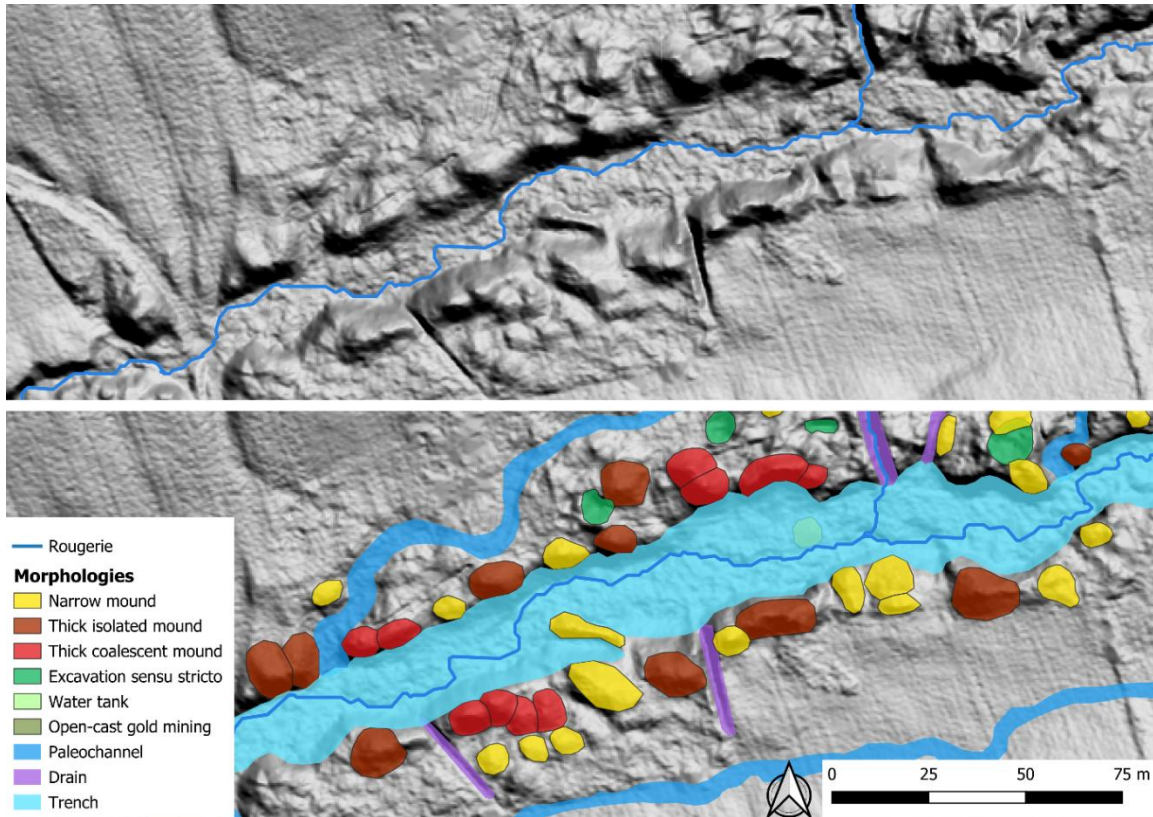 Rougerie
Morphologies
Narrow mound
Thick isolated mound
Thick coalescent mound
Excavation sensu stricto
Water tank
Open-cast gold mining
Paleochannel
Drain
Trench
0 25 50 75 m